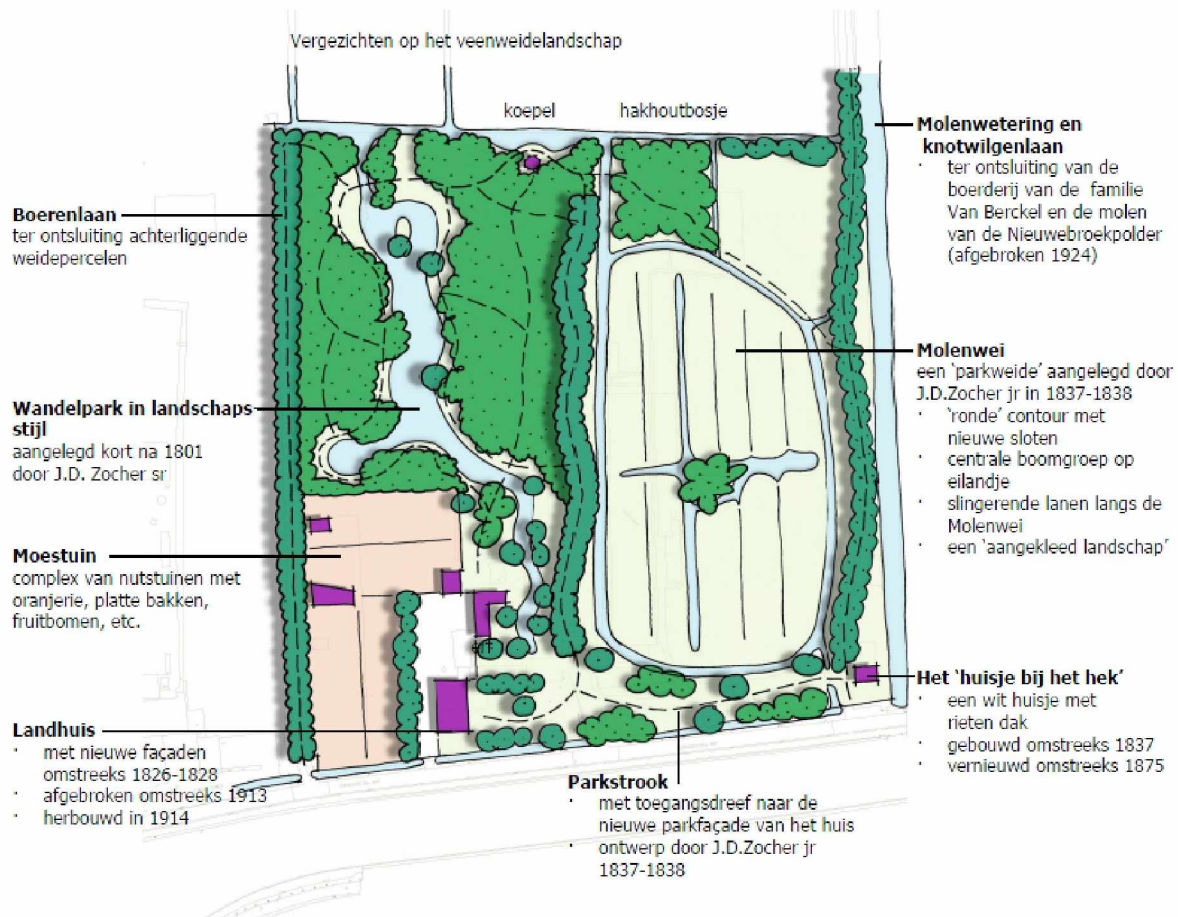 Vergezichten op het veenweidelandschap
koepel
hakhoutbosje
Boerenlaan
ter ontsluiting achterliggende
weidepercelen
Wandelpark in landschaps
stijl
aangelegd kort na 1801
door J.D. Zocher sr
Moestuin
complex van nutstuinen met
oranjerie, platte bakken,
fruitbomen, etc.
Landhuis
· met nieuwe façaden
omstreeks 1826-1828
· afgebroken omstreeks 1913
· herbouwd in 1914
Parkstrook
· met toegangsdreef naar de
nieuwe parkfaçade van het huis
· ontwerp door J.D.Zocher jr
1837-1838
Molenwetering en
knotwilgenlaan
· ter ontsluiting van de
boerderij van de familie
Van Berckel en de molen
van de Nieuwebroekpolder
(afgebroken 1924)
Molenwei
een ‘parkweide’ aangelegd door
J.D.Zocher jr in 1837-1838
· ‘ronde’ contour met
nieuwe sloten
· centrale boomgroep op
eilandje
· slingerende lanen langs de
Molenwei
· een ‘aangekleed landschap’
Het ‘huisje bij het hek’
· een wit huisje met
rieten dak
· gebouwd omstreeks 1837
· vernieuwd omstreeks 1875